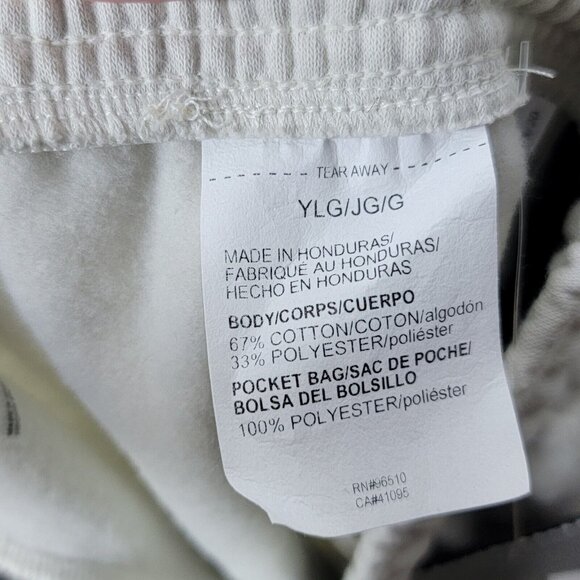 TEAR AWAY
YLG/JG/G
MADE IN HONDURAS/
FABRIQUÉ AU HONDURAS/
HECHO EN HONDURAS
BODY/CORPS/CUERPO
67% COTTON/COTON/algodón
33% POLYESTER/poliéster
POCKET BAG/SAC DE POCHE/
BOLSA DEL BOLSILLO
100% POLYESTER/poliéster
RN#96510
CA#41095